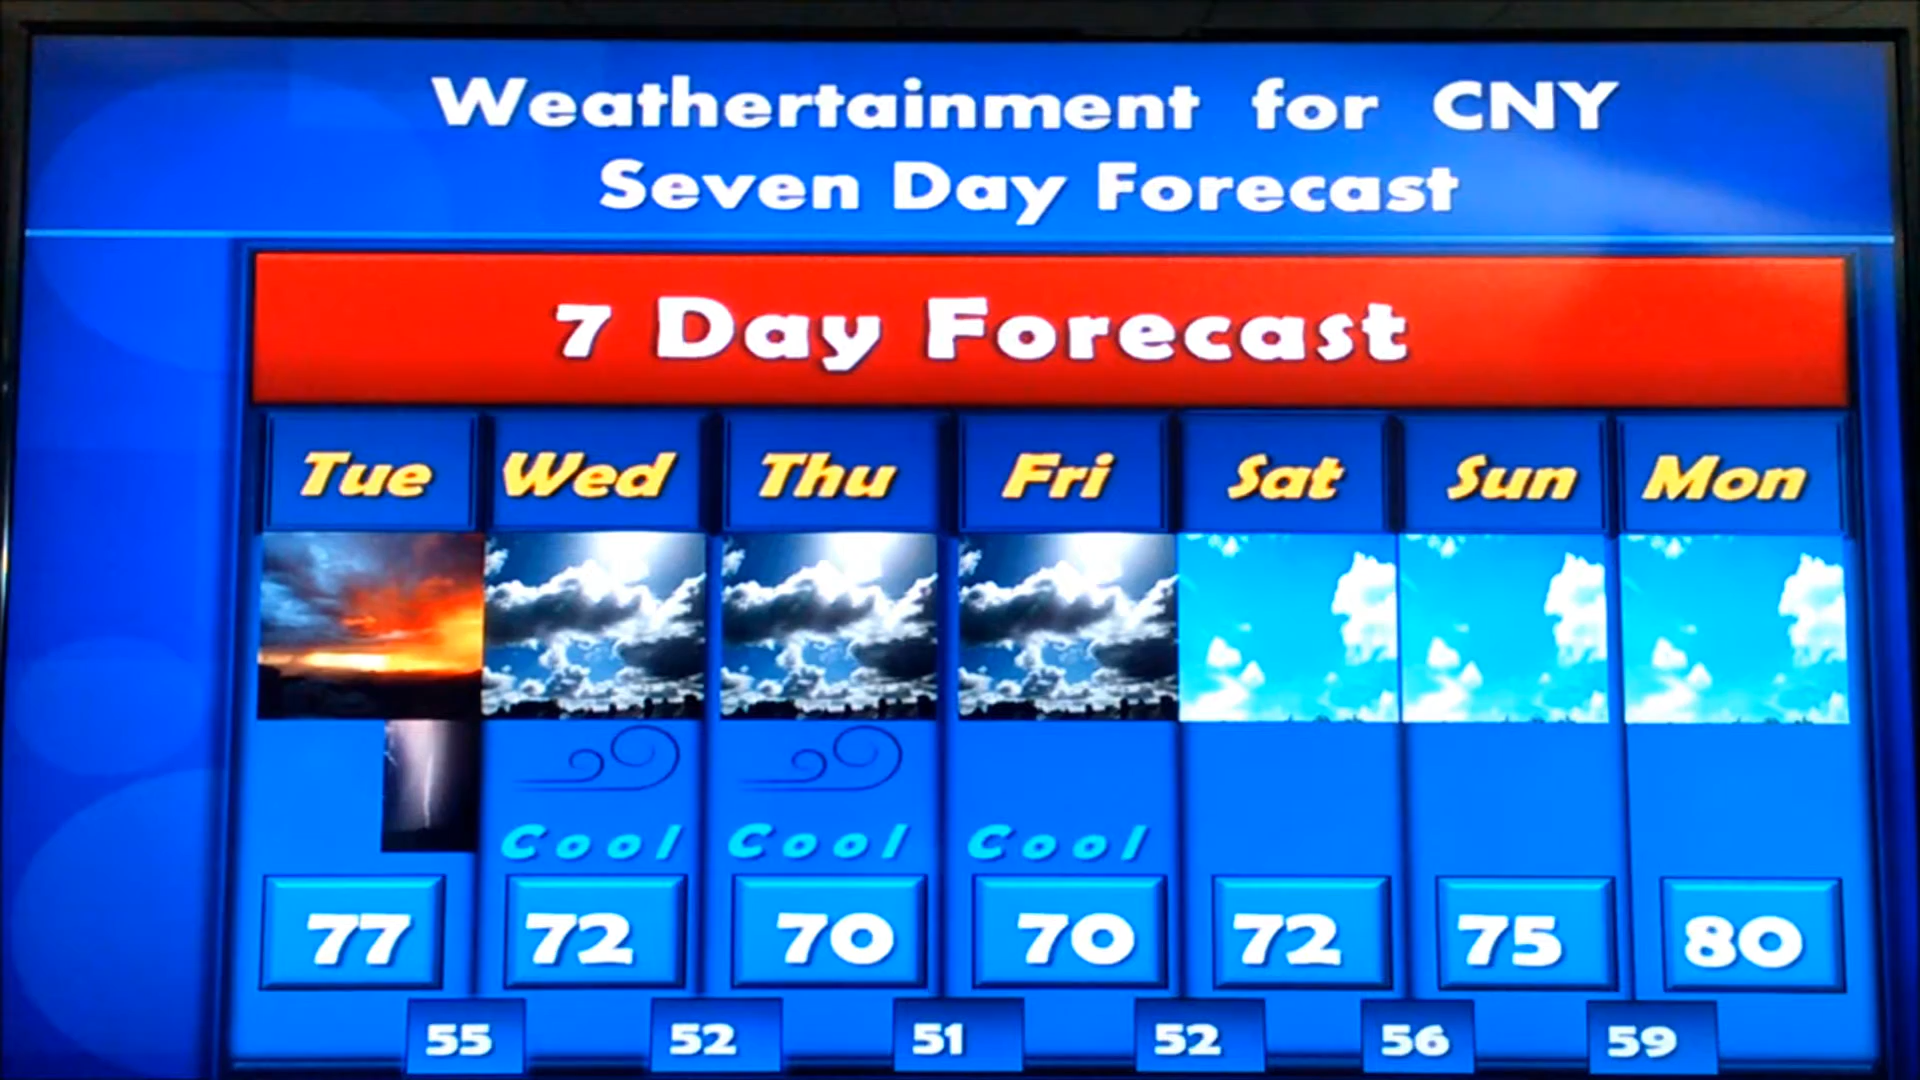 Weathertainment for CNY
Seven Day Forecast
7 Day Forecast
Tue Wed Thu Fri Sat Sun Mon
Cool Cool Cool
77 72 70 70 72 75 80
55 52 51 52 56 59